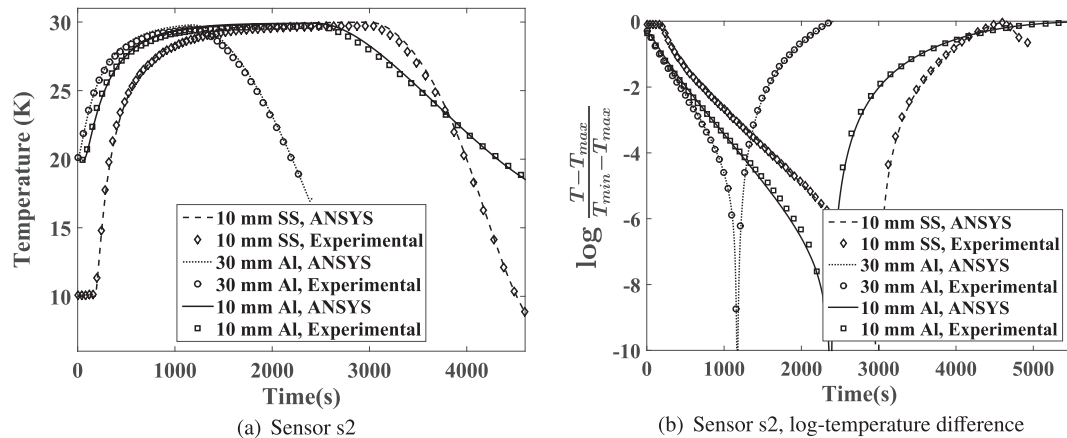 Temperature (K)
30
25
20
15
10
10 mm SS, ANSYS
10 mm SS, Experimental
30 mm Al, ANSYS
30 mm Al, Experimental
10 mm Al, ANSYS
10 mm Al, Experimental
0 1000 2000 3000 4000
Time(s)
(a) Sensor s2
log T−Tmax / Tmin−Tmax
0
-2
-4
-6
-8
-10
10 mm SS, ANSYS
10 mm SS, Experimental
30 mm Al, ANSYS
30 mm Al, Experimental
10 mm Al, ANSYS
10 mm Al, Experimental
0 1000 2000 3000 4000 5000
Time(s)
(b) Sensor s2, log-temperature difference